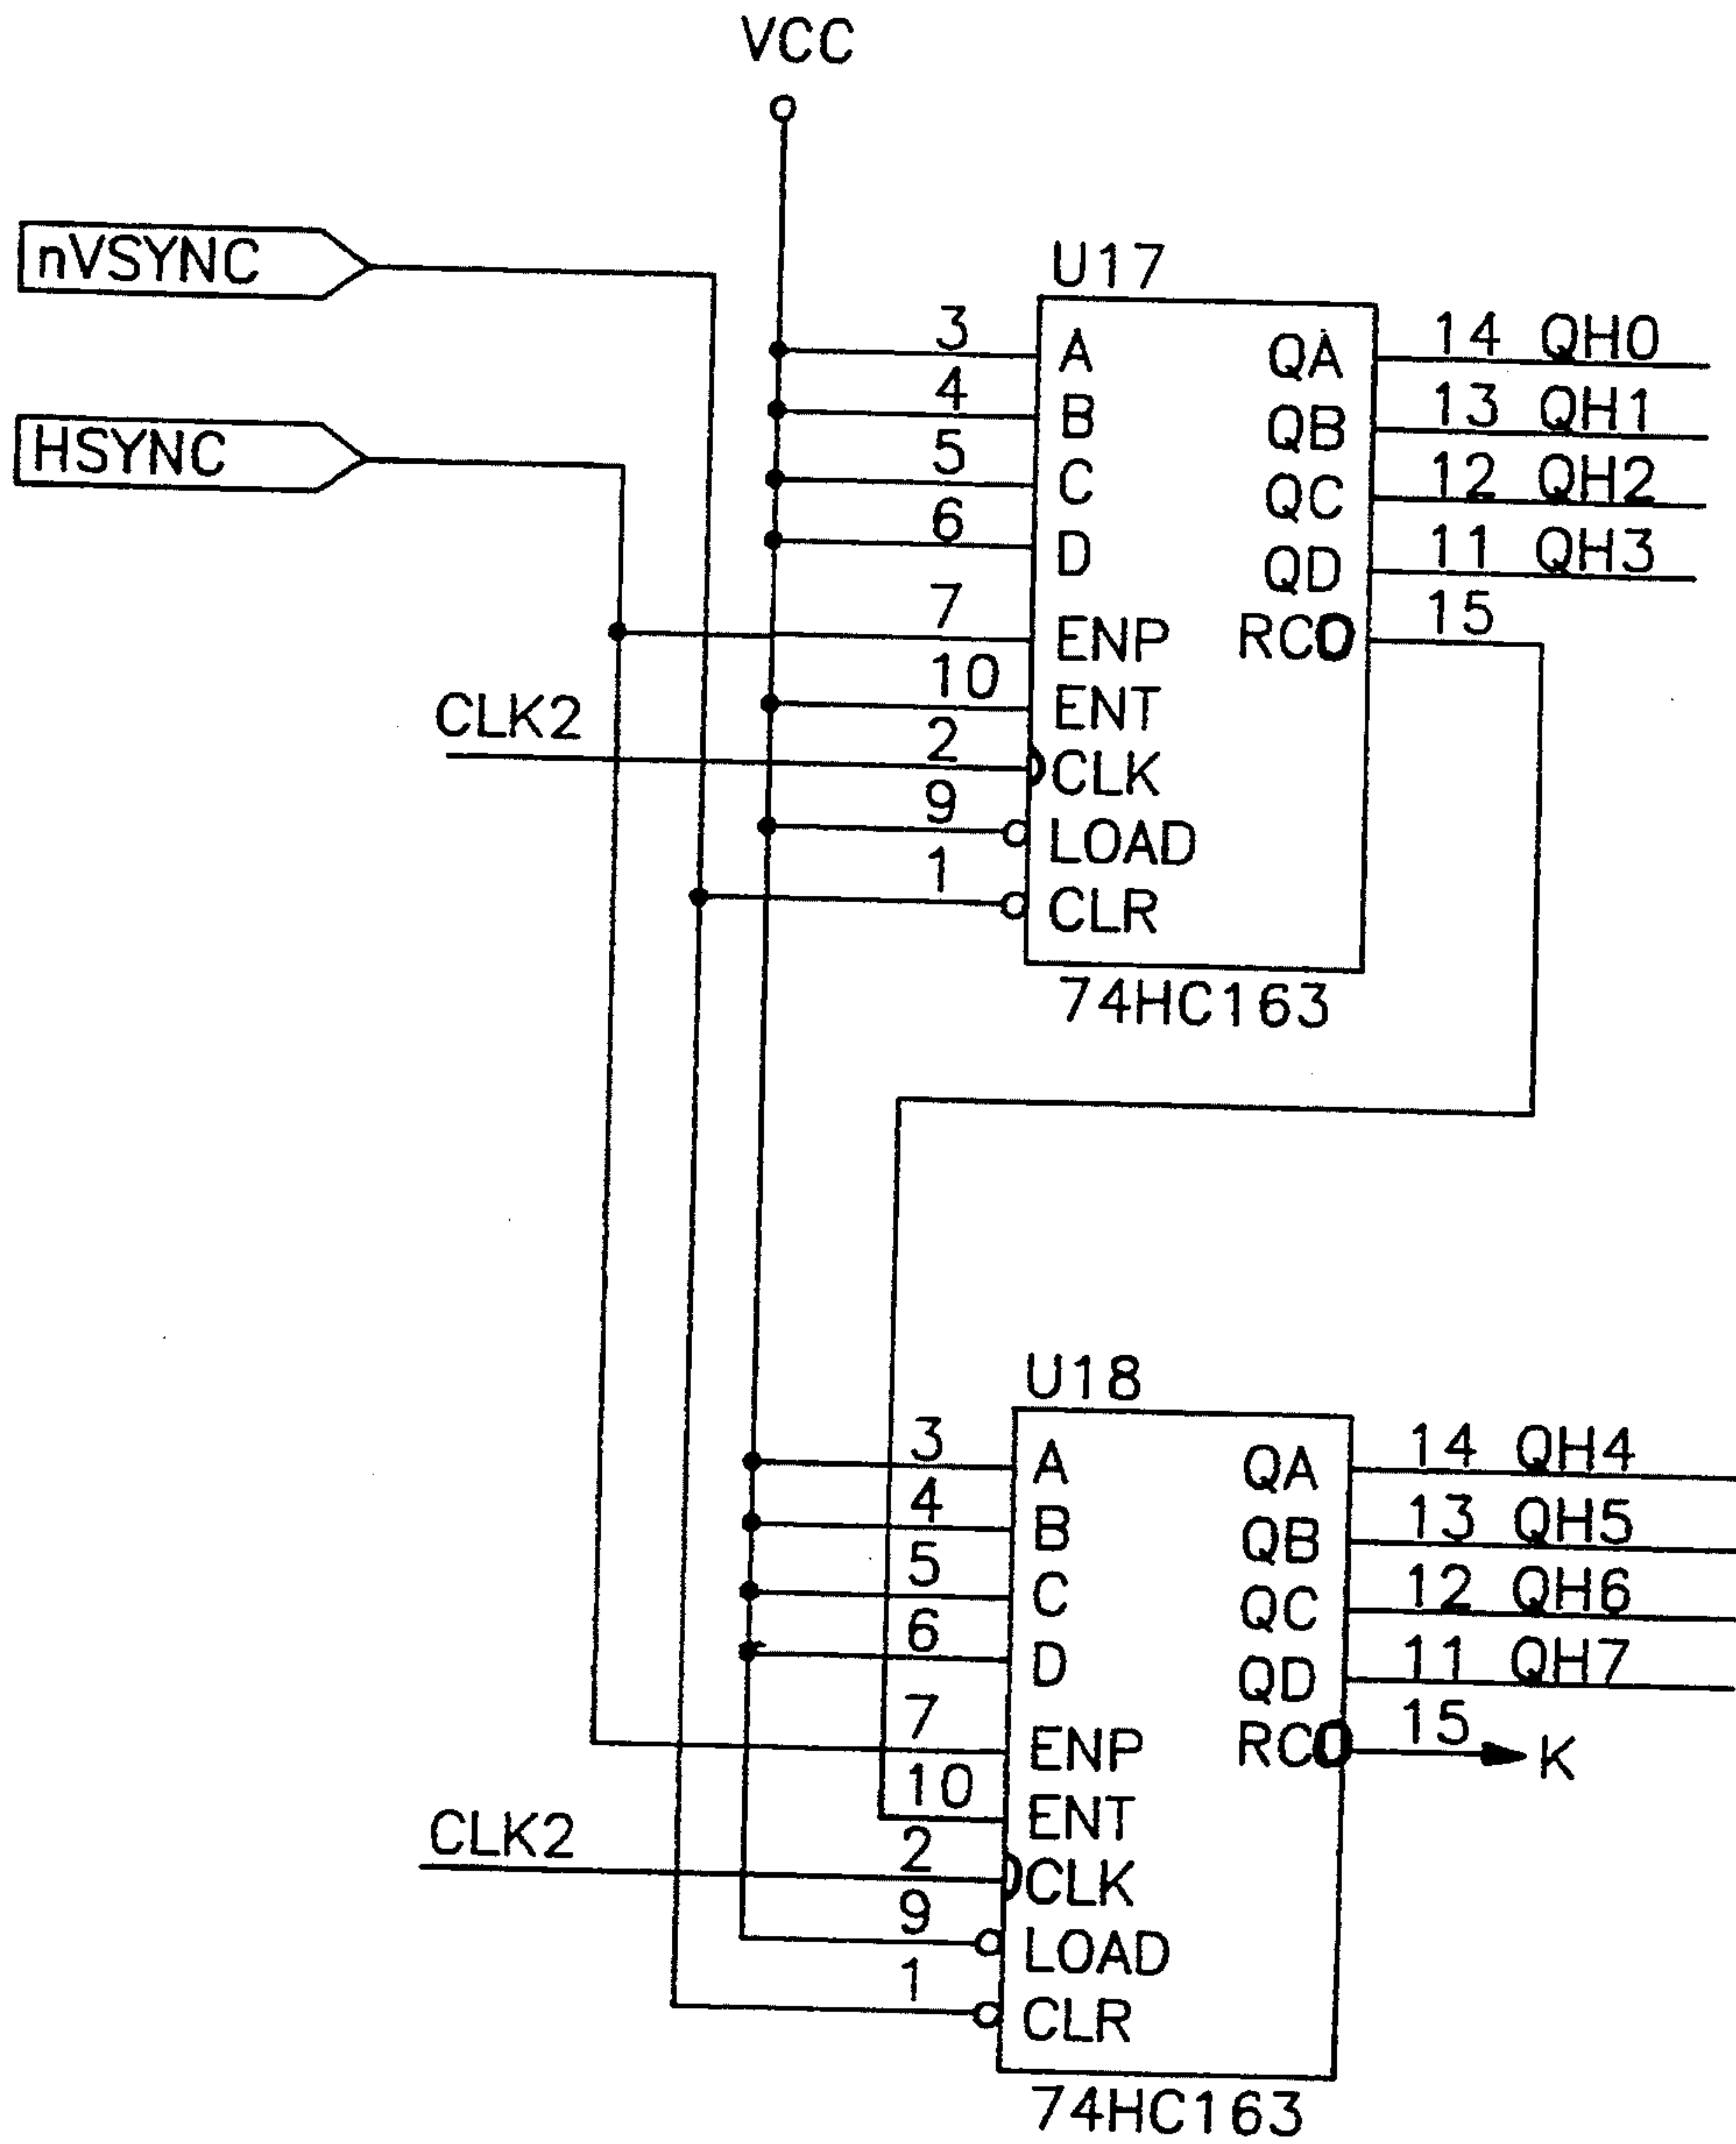 VCC
nVSYNC
HSYNC
CLK2
U17
3 A QA 14 QH0
4 B QB 13 QH1
5 C QC 12 QH2
6 D QD 11 QH3
7 ENP RCO 15
10 ENT
2 CLK
9 LOAD
1 CLR
74HC163
U18
3 A QA 14 QH4
4 B QB 13 QH5
5 C QC 12 QH6
6 D QD 11 QH7
7 ENP RCO 15 K
10 ENT
CLK2
2 CLK
9 LOAD
1 CLR
74HC163